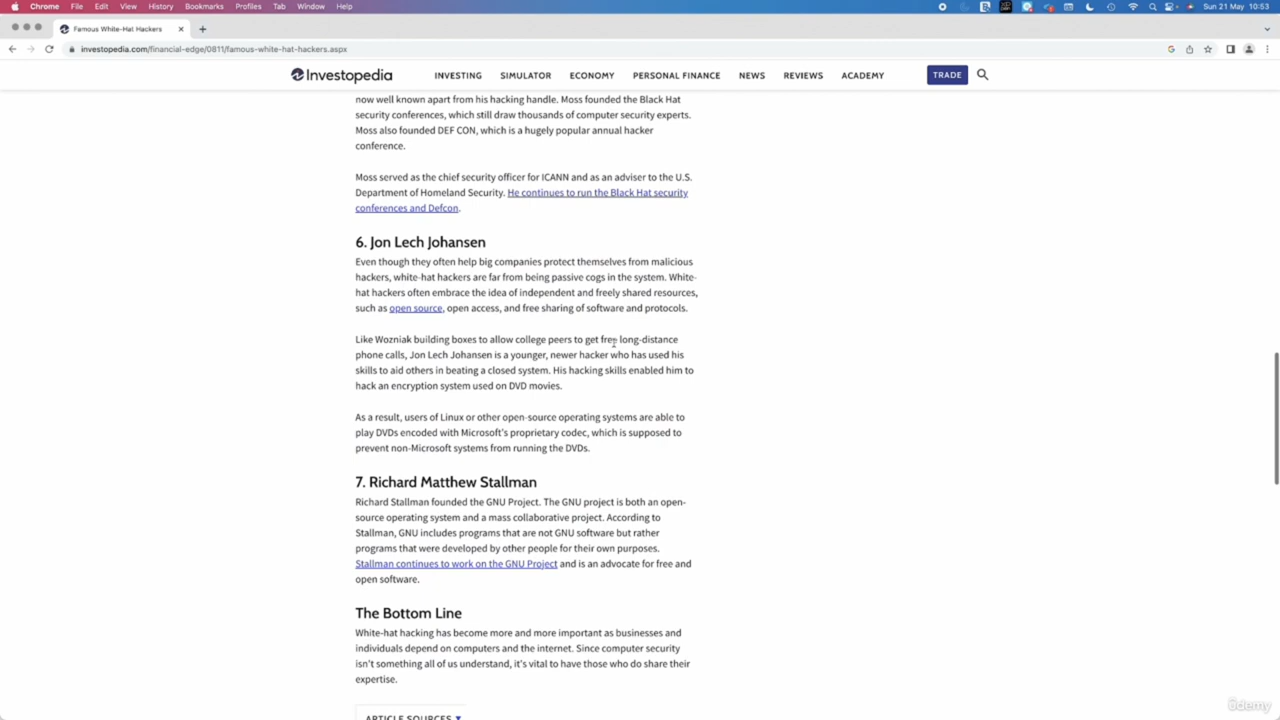 Chrome File Edit View History Bookmarks Profiles Tab Window Help Sun 21 May 10:53
Famous White-Hat Hackers
investopedia.com/financial-edge/0811/famous-white-hat-hackers.aspx
Investopedia INVESTING SIMULATOR ECONOMY PERSONAL FINANCE NEWS REVIEWS ACADEMY TRADE
now well known apart from his hacking handle. Moss founded the Black Hat
security conferences, which still draw thousands of computer security experts.
Moss also founded DEF CON, which is a hugely popular annual hacker
conference.
Moss served as the chief security officer for ICANN and as an adviser to the U.S.
Department of Homeland Security. He continues to run the Black Hat security
conferences and Defcon.
6. Jon Lech Johansen
Even though they often help big companies protect themselves from malicious
hackers, white-hat hackers are far from being passive cogs in the system. White-
hat hackers often embrace the idea of independent and freely shared resources,
such as open source, open access, and free sharing of software and protocols.
Like Wozniak building boxes to allow college peers to get free long-distance
phone calls, Jon Lech Johansen is a younger, newer hacker who has used his
skills to aid others in beating a closed system. His hacking skills enabled him to
hack an encryption system used on DVD movies.
As a result, users of Linux or other open-source operating systems are able to
play DVDs encoded with Microsoft's proprietary codec, which is supposed to
prevent non-Microsoft systems from running the DVDs.
7. Richard Matthew Stallman
Richard Stallman founded the GNU Project. The GNU project is both an open-
source operating system and a mass collaborative project. According to
Stallman, GNU includes programs that are not GNU software but rather
programs that were developed by other people for their own purposes.
Stallman continues to work on the GNU Project and is an advocate for free and
open software.
The Bottom Line
White-hat hacking has become more and more important as businesses and
individuals depend on computers and the internet. Since computer security
isn't something all of us understand, it's vital to have those who do share their
expertise.
ARTICLE SOURCES
ûdemy